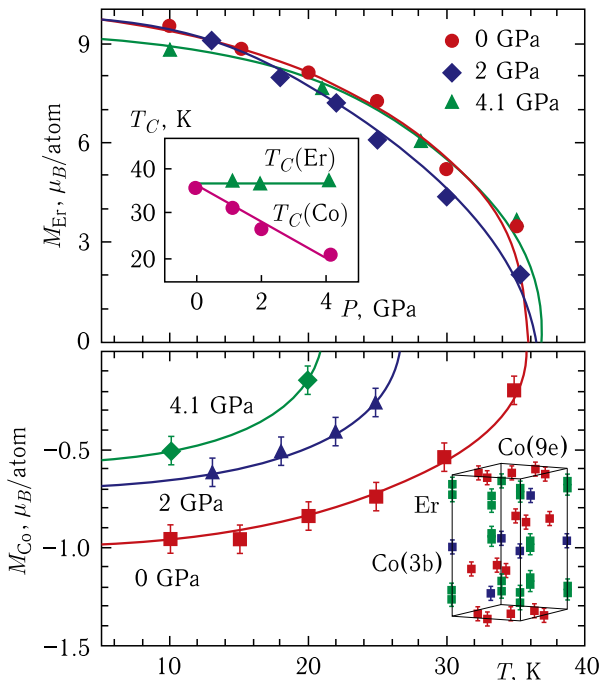 9
6
3
0
M_Er, μ_B/atom
0 GPa
2 GPa
4.1 GPa
T_C, K
40
30
20
T_C(Er)
T_C(Co)
0 2 4 P, GPa
−0.5
−1.0
−1.5
M_Co, μ_B/atom
4.1 GPa
2 GPa
0 GPa
Co(9e)
Er
Co(3b)
10 20 30 T, K 40